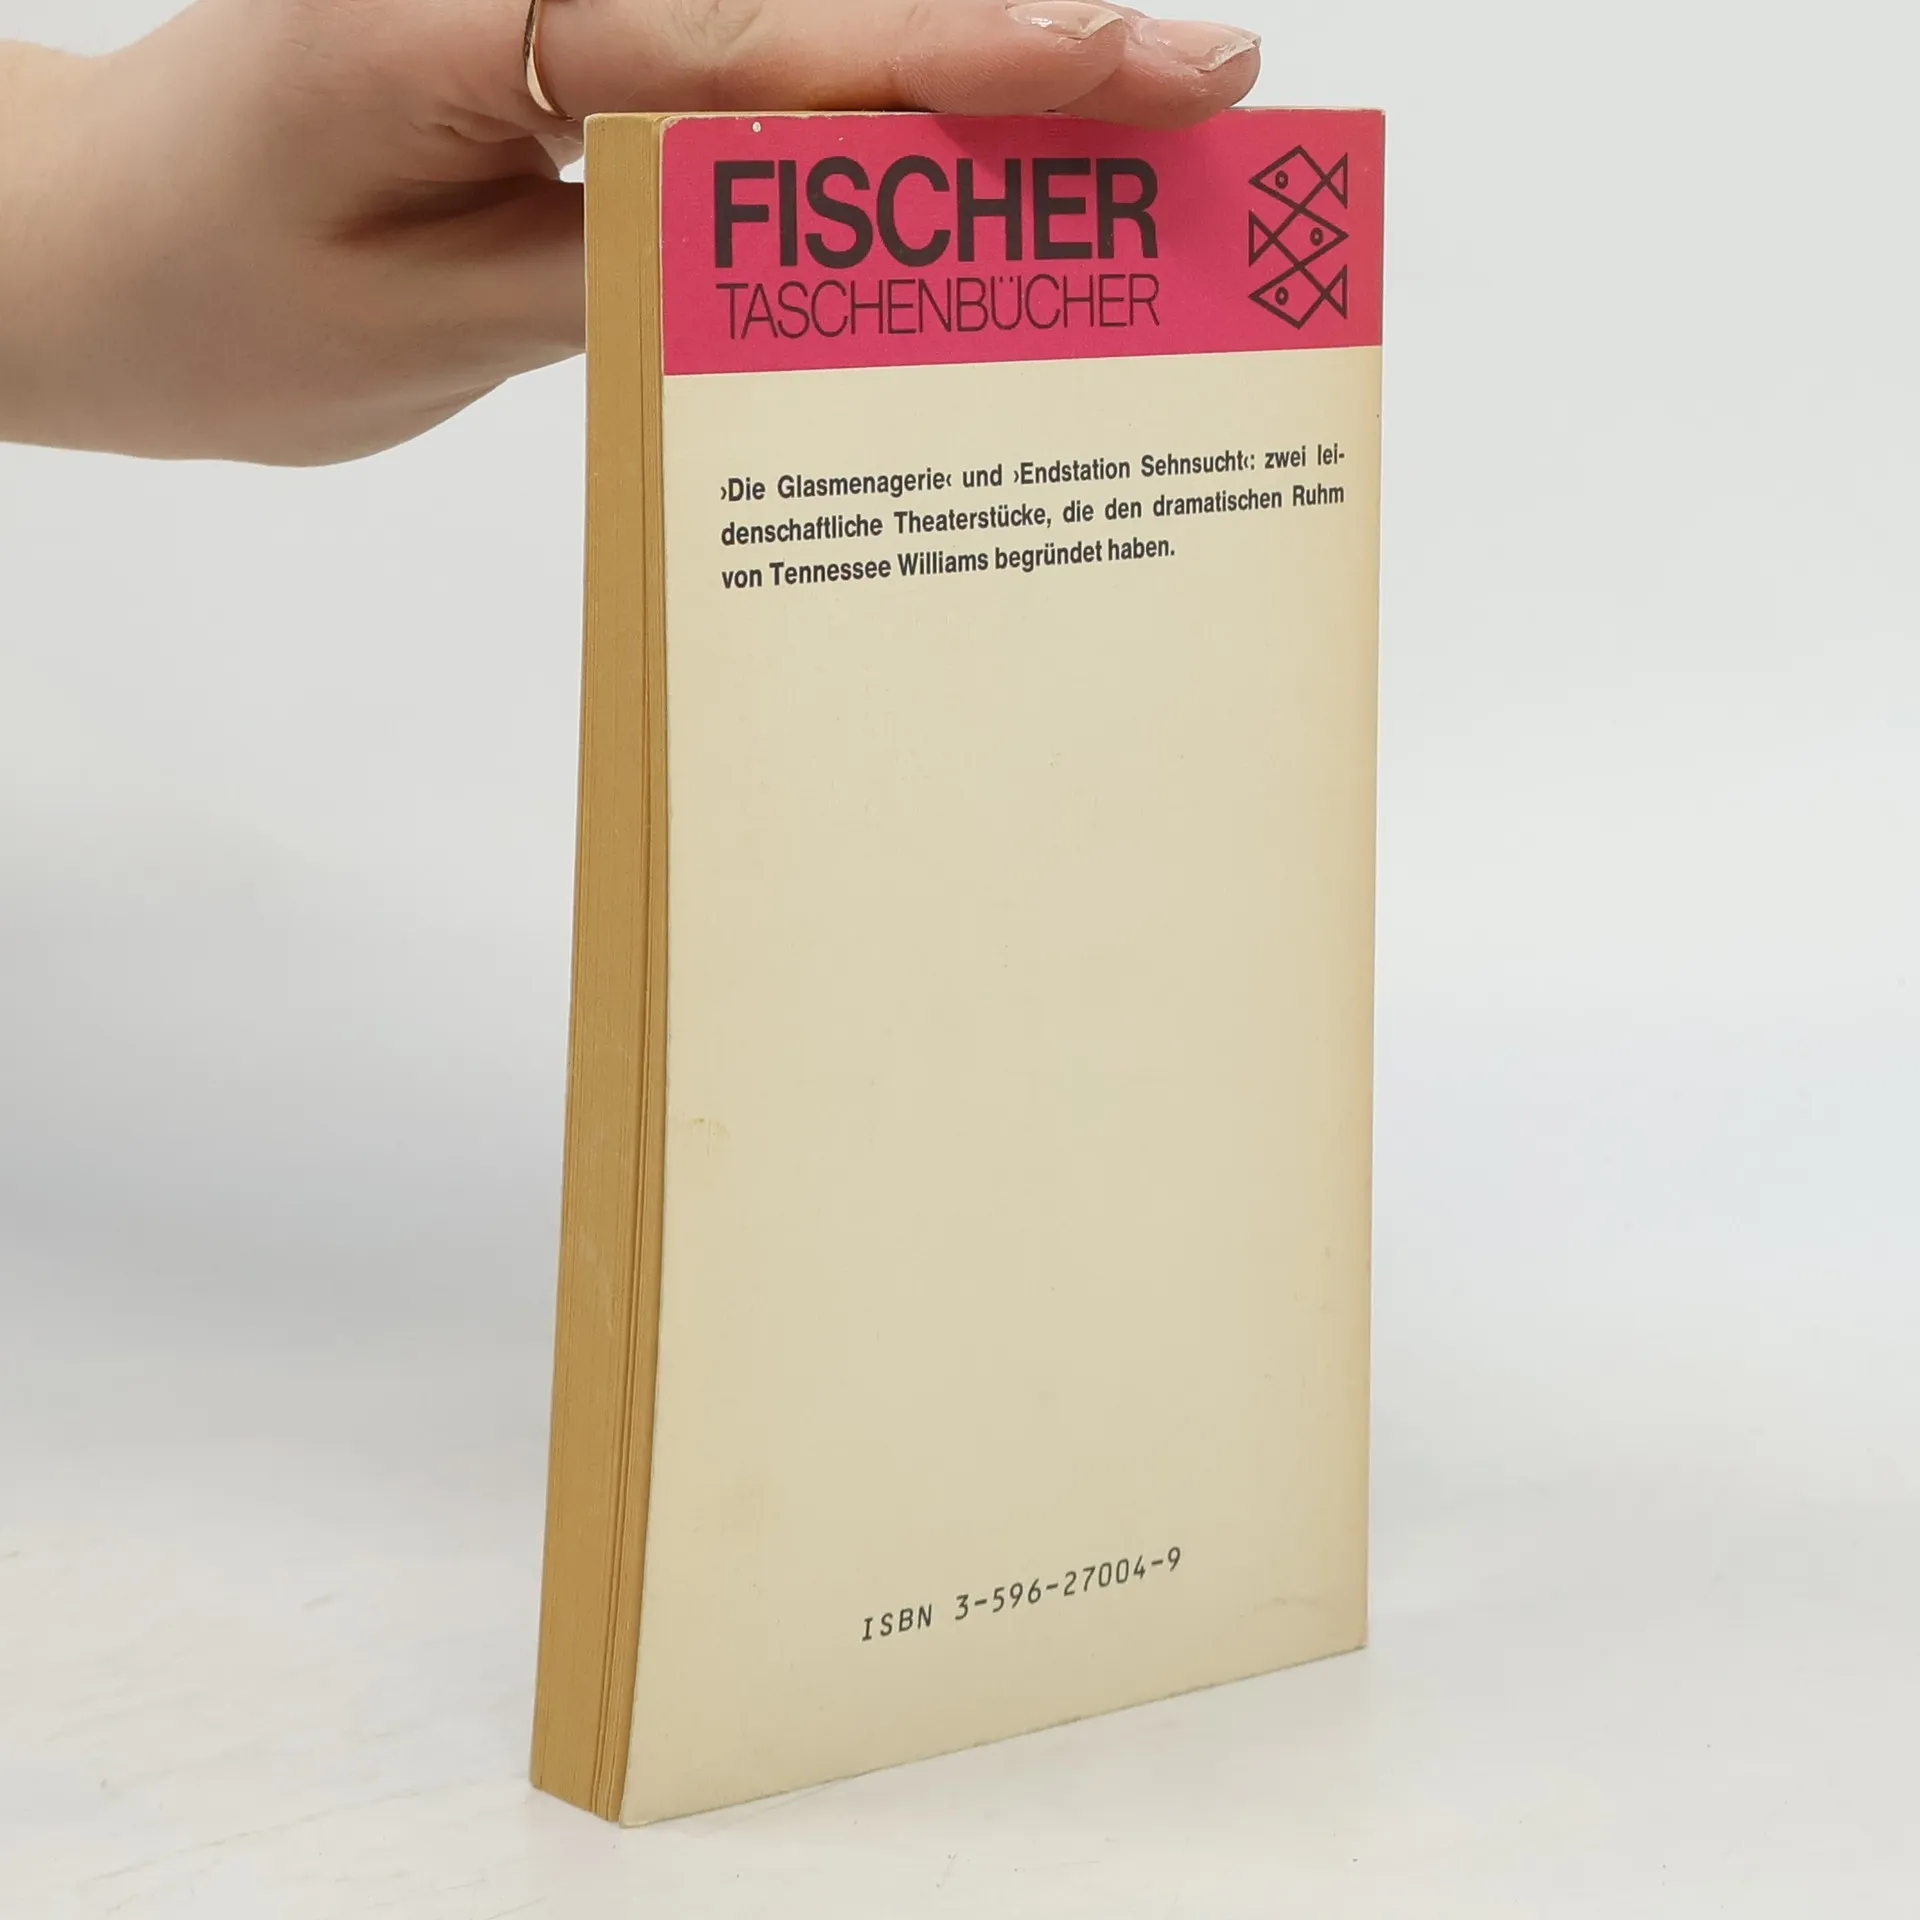 FISCHER
TASCHENBÜCHER
›Die Glasmenagerie‹ und ›Endstation Sehnsucht‹: zwei lei-
denschaftliche Theaterstücke, die den dramatischen Ruhm
von Tennessee Williams begründet haben.
ISBN 3-596-27004-9